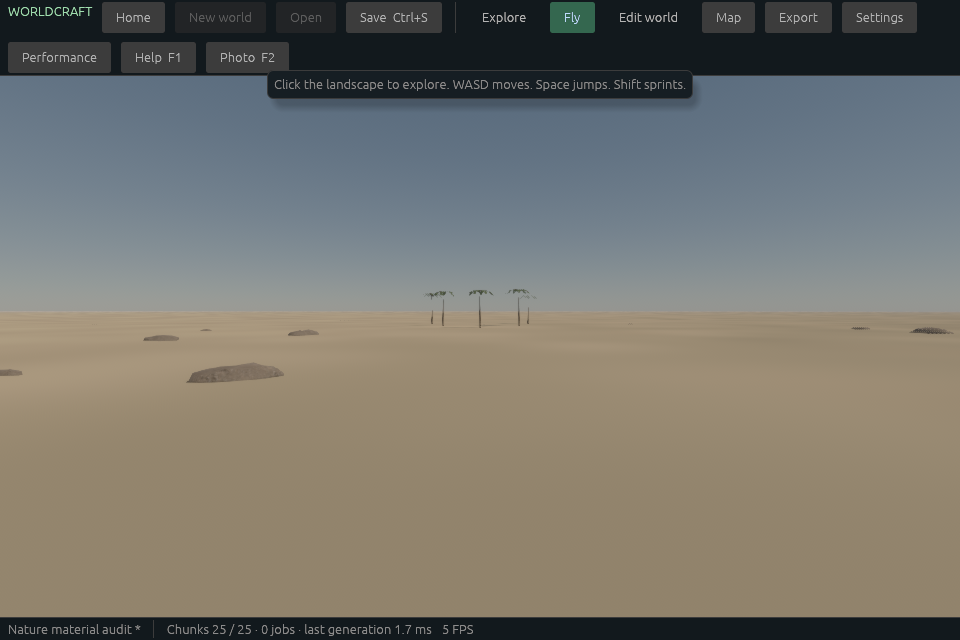 WORLDCRAFT Home New world Open Save Ctrl+S Explore Fly Edit world Map Export Settings
Performance Help F1 Photo F2
Click the landscape to explore. WASD moves. Space jumps. Shift sprints.
Nature material audit * Chunks 25 / 25 · 0 jobs · last generation 1.7 ms 5 FPS